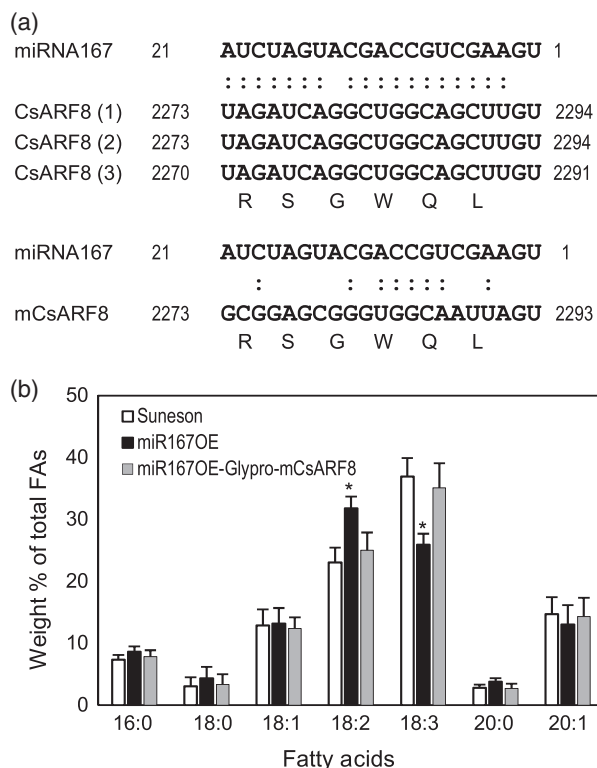 (a)
miRNA167 21 AUCUAGUACGACCGUCGAAGU 1
::::::: :::::::::::
CsARF8 (1) 2273 UAGAUCAGGCUGGCAGCUUGU 2294
CsARF8 (2) 2273 UAGAUCAGGCUGGCAGCUUGU 2294
CsARF8 (3) 2270 UAGAUCAGGCUGGCAGCUUGU 2291
R S G W Q L
miRNA167 21 AUCUAGUACGACCGUCGAAGU 1
: : ::::: :
mCsARF8 2273 GCGGAGCGGGUGGCAAUUAGU 2293
R S G W Q L
(b)
Weight % of total FAs
50
40
30
20
10
0
Suneson
miR167OE
miR167OE-Glypro-mCsARF8
*
*
16:0 18:0 18:1 18:2 18:3 20:0 20:1
Fatty acids